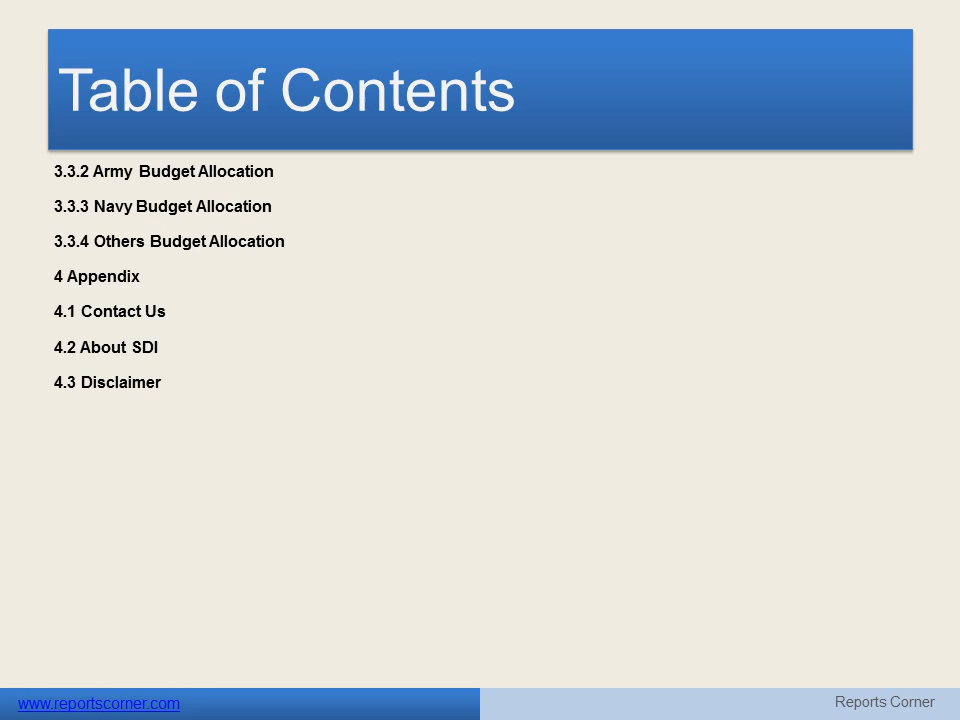 Table of Contents
3.3.2 Army Budget Allocation
3.3.3 Navy Budget Allocation
3.3.4 Others Budget Allocation
4 Appendix
4.1 Contact Us
4.2 About SDI
4.3 Disclaimer
www.reportscorner.com
Reports Corner